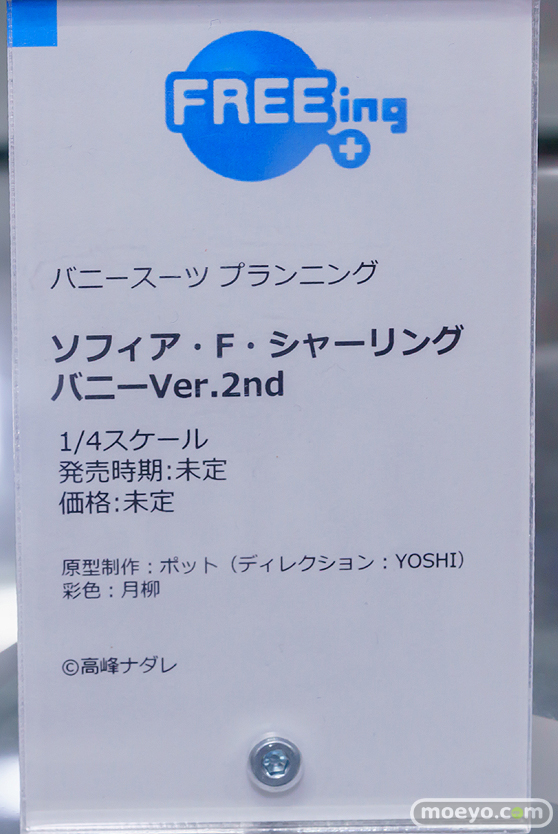 FREEing
バニースーツ プランニング
ソフィア・F・シャーリング
バニーVer.2nd
1/4スケール
発売時期:未定
価格:未定
原型制作：ポット（ディレクション：YOSHI）
彩色：月柳
©高峰ナダレ
moeyo.com